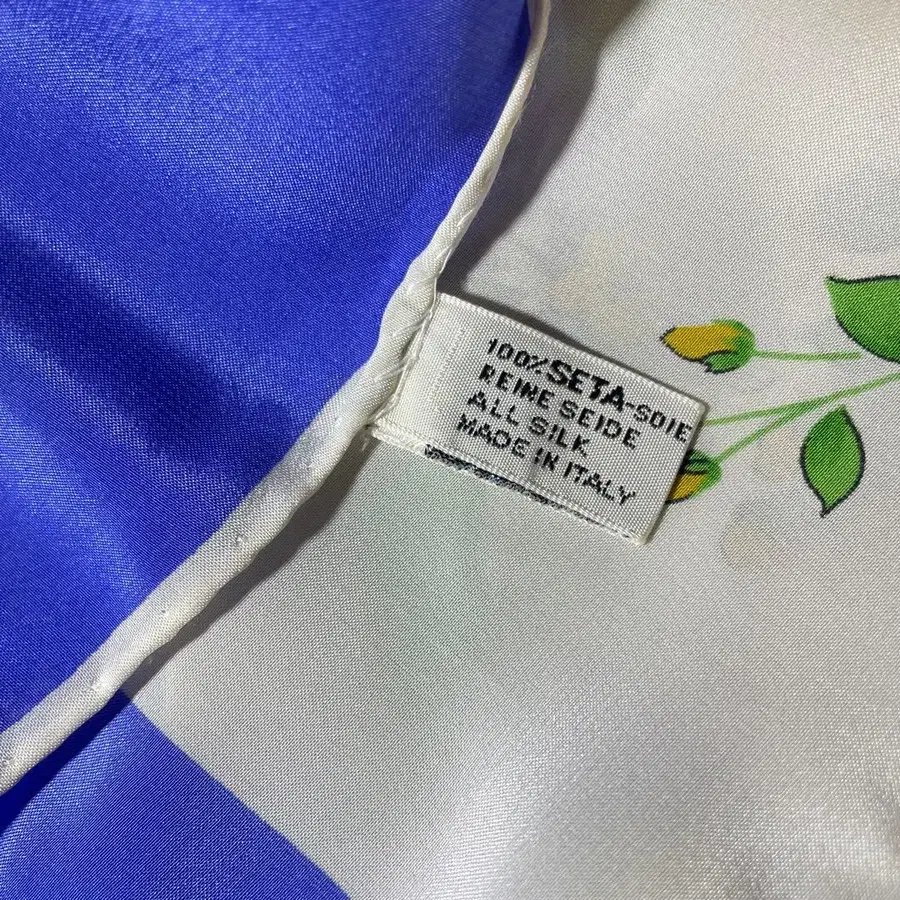 100% SETA-SOIE
REINE SEIDE
ALL SILK
MADE IN ITALY